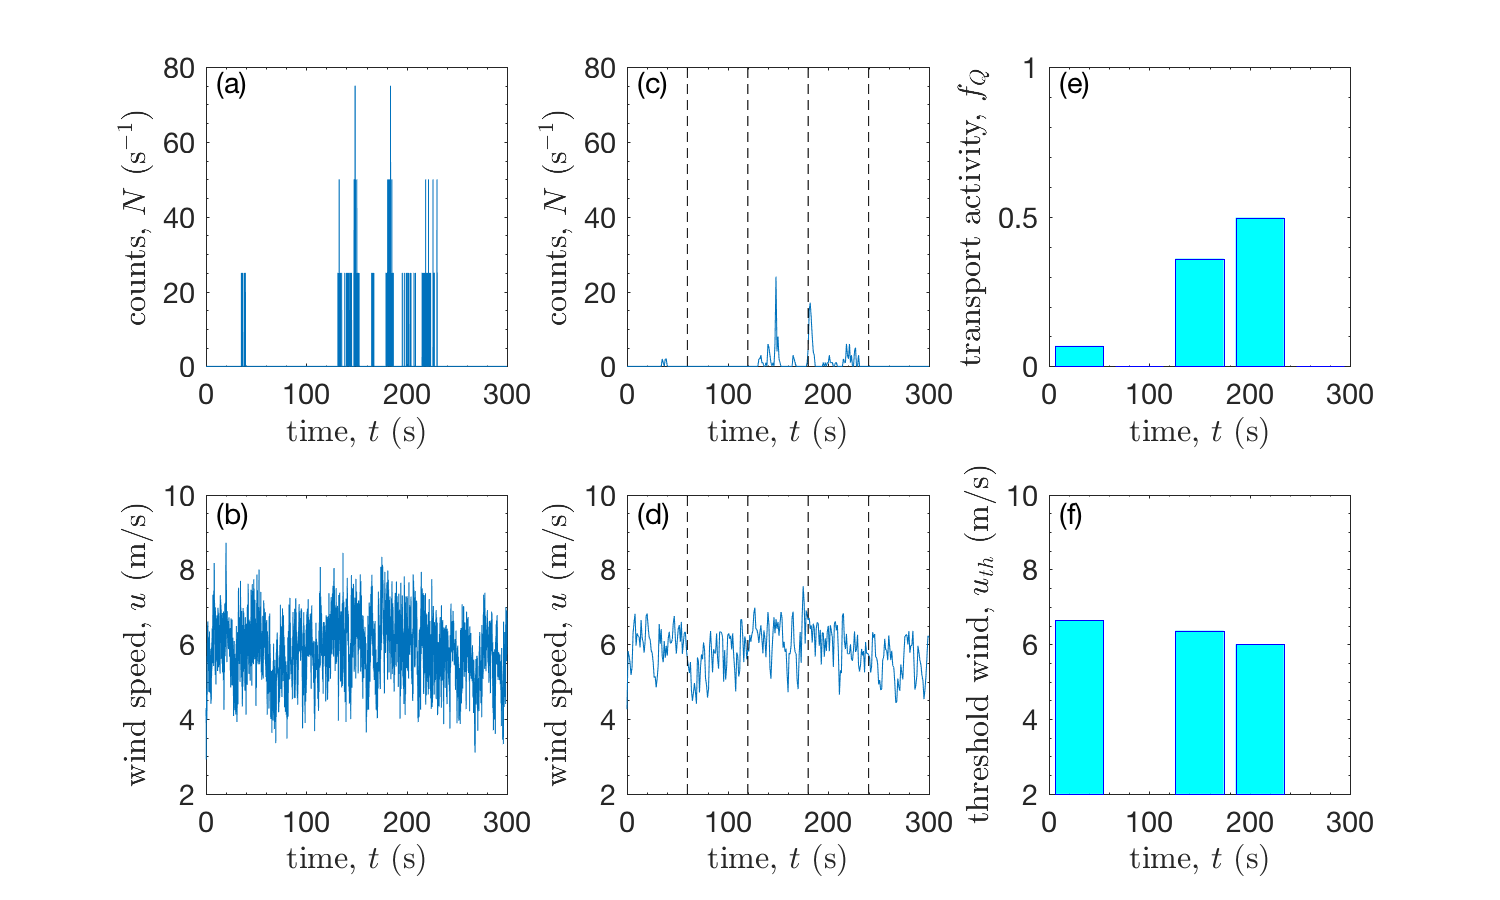 (a)
80
60
40
20
0
counts, N (s⁻¹)
0 100 200 300
time, t (s)
(c)
80
60
40
20
0
counts, N (s⁻¹)
0 100 200 300
time, t (s)
(e)
1
0.5
0
transport activity, f_Q
0 100 200 300
time, t (s)
(b)
10
8
6
4
2
wind speed, u (m/s)
0 100 200 300
time, t (s)
(d)
10
8
6
4
2
wind speed, u (m/s)
0 100 200 300
time, t (s)
(f)
10
8
6
4
2
threshold wind, u_th (m/s)
0 100 200 300
time, t (s)